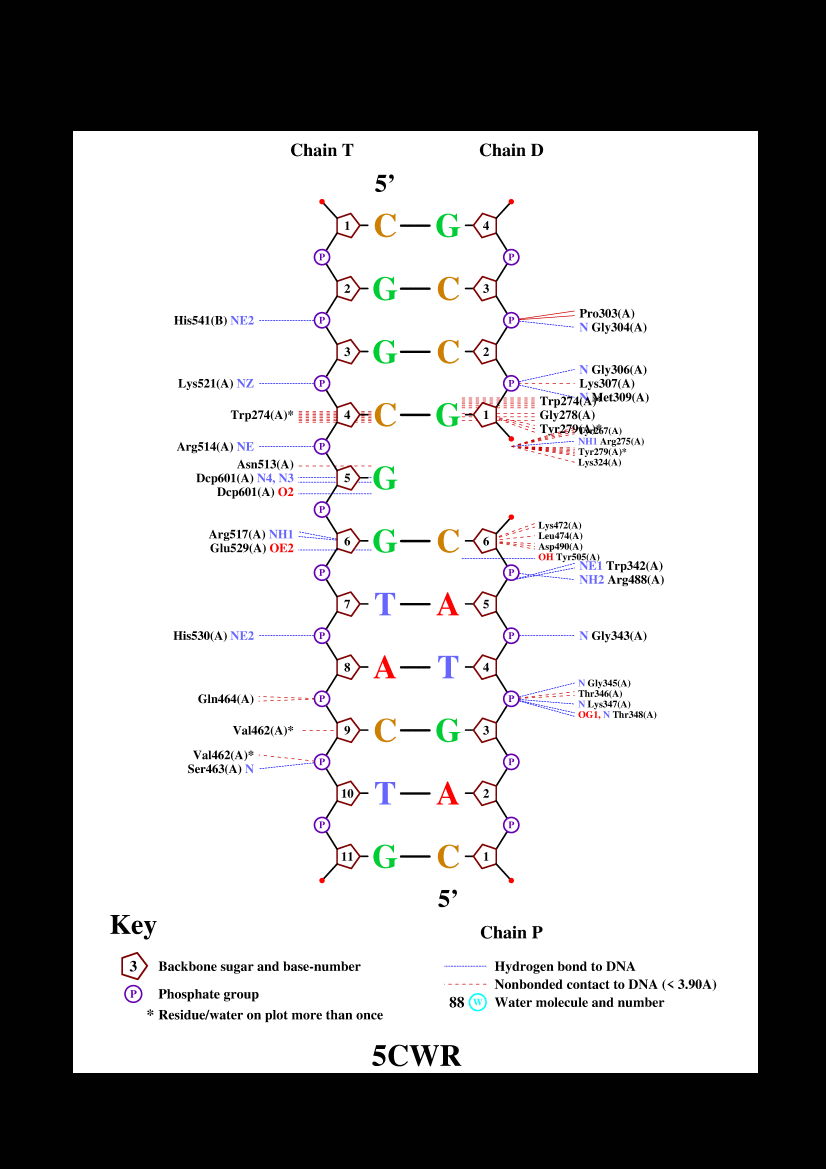 Chain T Chain D
5’
1 C G 4
P P
2 G C 3
His541(B) NE2 P P Pro303(A)
N Gly304(A)
3 G C 2
N Gly306(A)
Lys521(A) NZ P P Lys307(A)
N Met309(A)
Trp274(A)*
Trp274(A)* 4 C G 1 Gly278(A)
Tyr279(A)*
Tyr267(A)
Arg514(A) NE P NH1 Arg275(A)
Tyr279(A)*
Lys324(A)
Asn513(A)
Dcp601(A) N4, N3 5 G
Dcp601(A) O2
P
Lys472(A)
Arg517(A) NH1 6 G C 6 Leu474(A)
Glu529(A) OE2 Asp490(A)
OH Tyr505(A)
NE1 Trp342(A)
P P NH2 Arg488(A)
7 T A 5
His530(A) NE2 P P N Gly343(A)
8 A T 4
N Gly345(A)
Gln464(A) P P Thr346(A)
N Lys347(A)
OG1, N Thr348(A)
Val462(A)* 9 C G 3
Val462(A)* P P
Ser463(A) N
10 T A 2
P P
11 G C 1
5’
Key
Chain P
3 Backbone sugar and base-number
P Phosphate group
* Residue/water on plot more than once
Hydrogen bond to DNA
Nonbonded contact to DNA (< 3.90A)
88 W Water molecule and number
5CWR